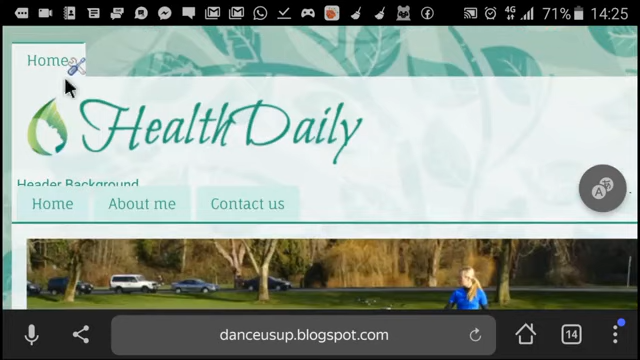 4G
71%
14:25
Home
HealthDaily
Header Background
Home
About me
Contact us
A
danceusup.blogspot.com
14